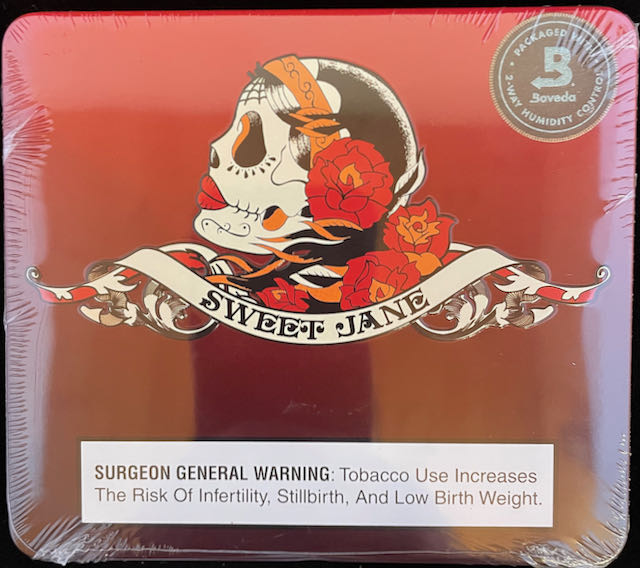 PACKAGED WITH
B
Boveda
2-WAY HUMIDITY CONTROL
SWEET JANE
SURGEON GENERAL WARNING: Tobacco Use Increases
The Risk Of Infertility, Stillbirth, And Low Birth Weight.